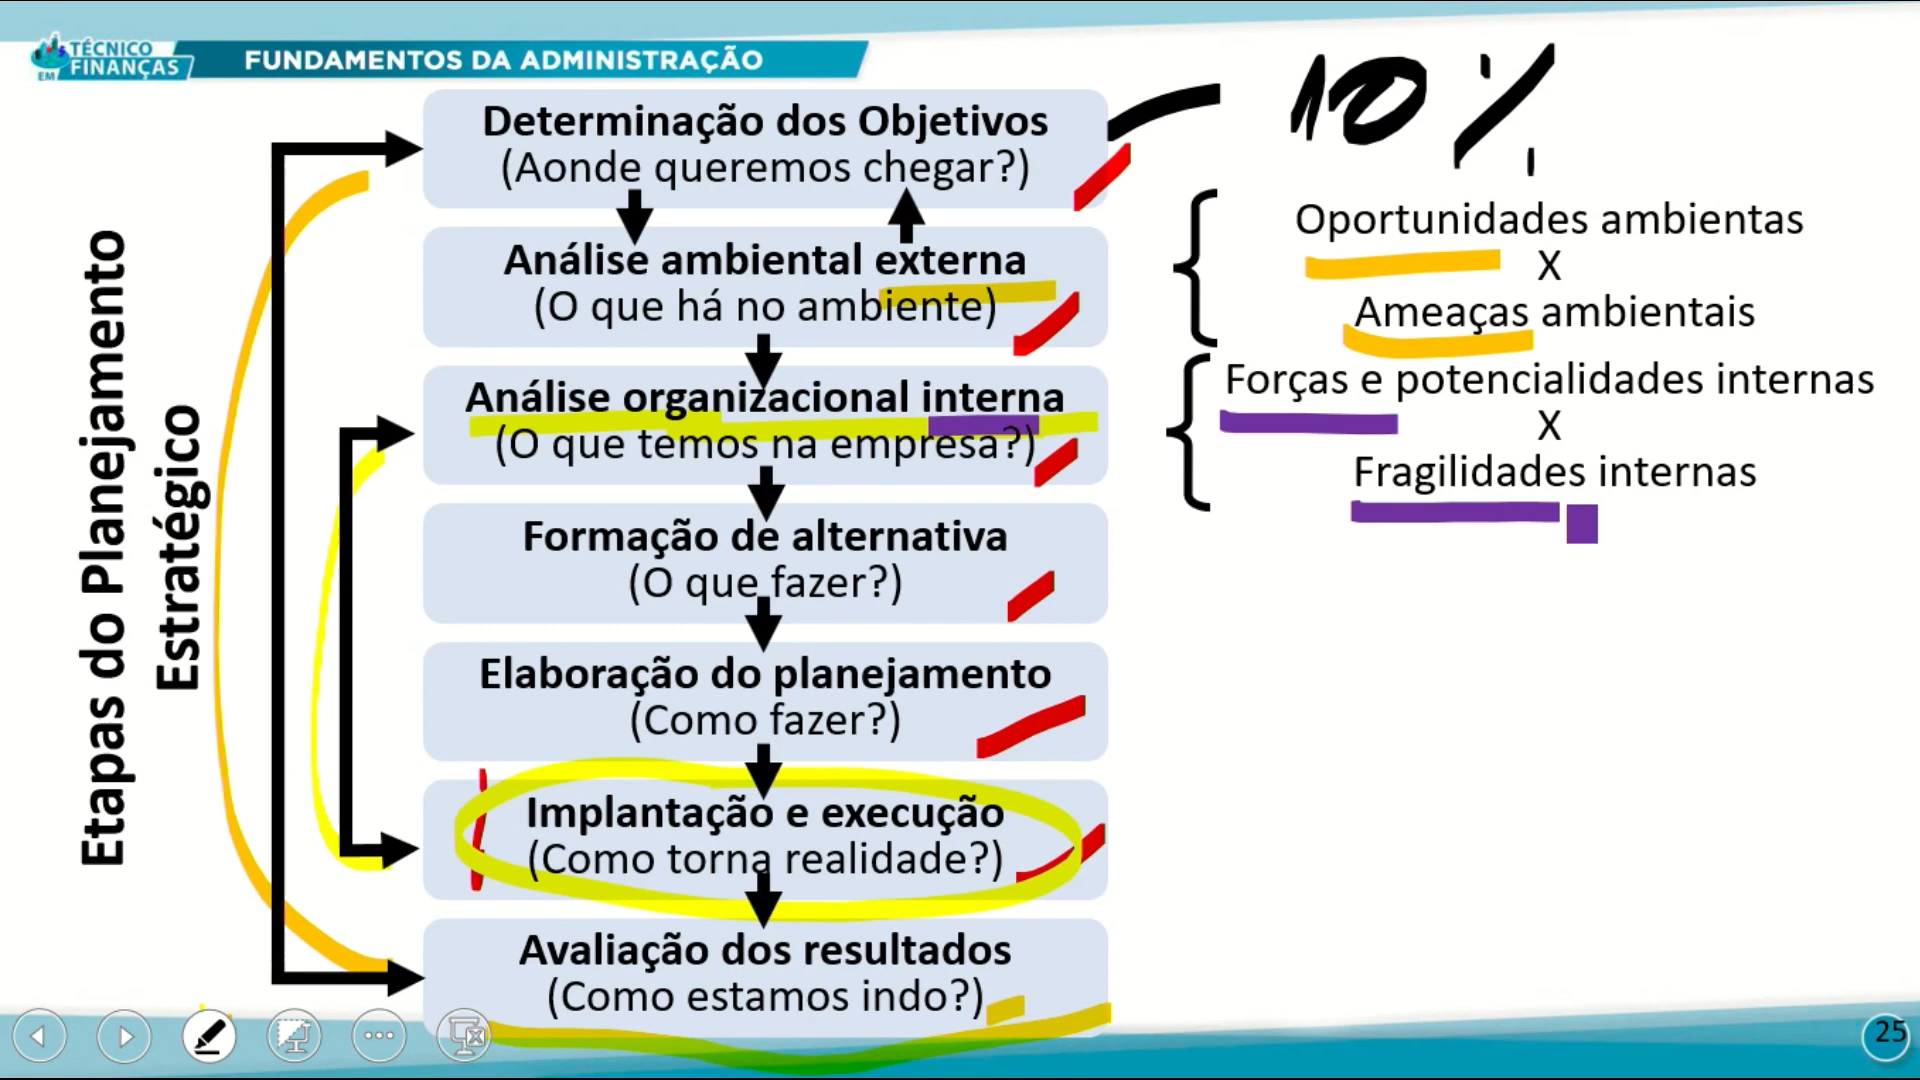 TÉCNICO
EM FINANÇAS
FUNDAMENTOS DA ADMINISTRAÇÃO
10 %
Etapas do Planejamento
Estratégico
Determinação dos Objetivos
(Aonde queremos chegar?)
Análise ambiental externa
(O que há no ambiente)
Análise organizacional interna
(O que temos na empresa?)
Formação de alternativa
(O que fazer?)
Elaboração do planejamento
(Como fazer?)
Implantação e execução
(Como torna realidade?)
Avaliação dos resultados
(Como estamos indo?)
Oportunidades ambientas
X
Ameaças ambientais
Forças e potencialidades internas
X
Fragilidades internas
25